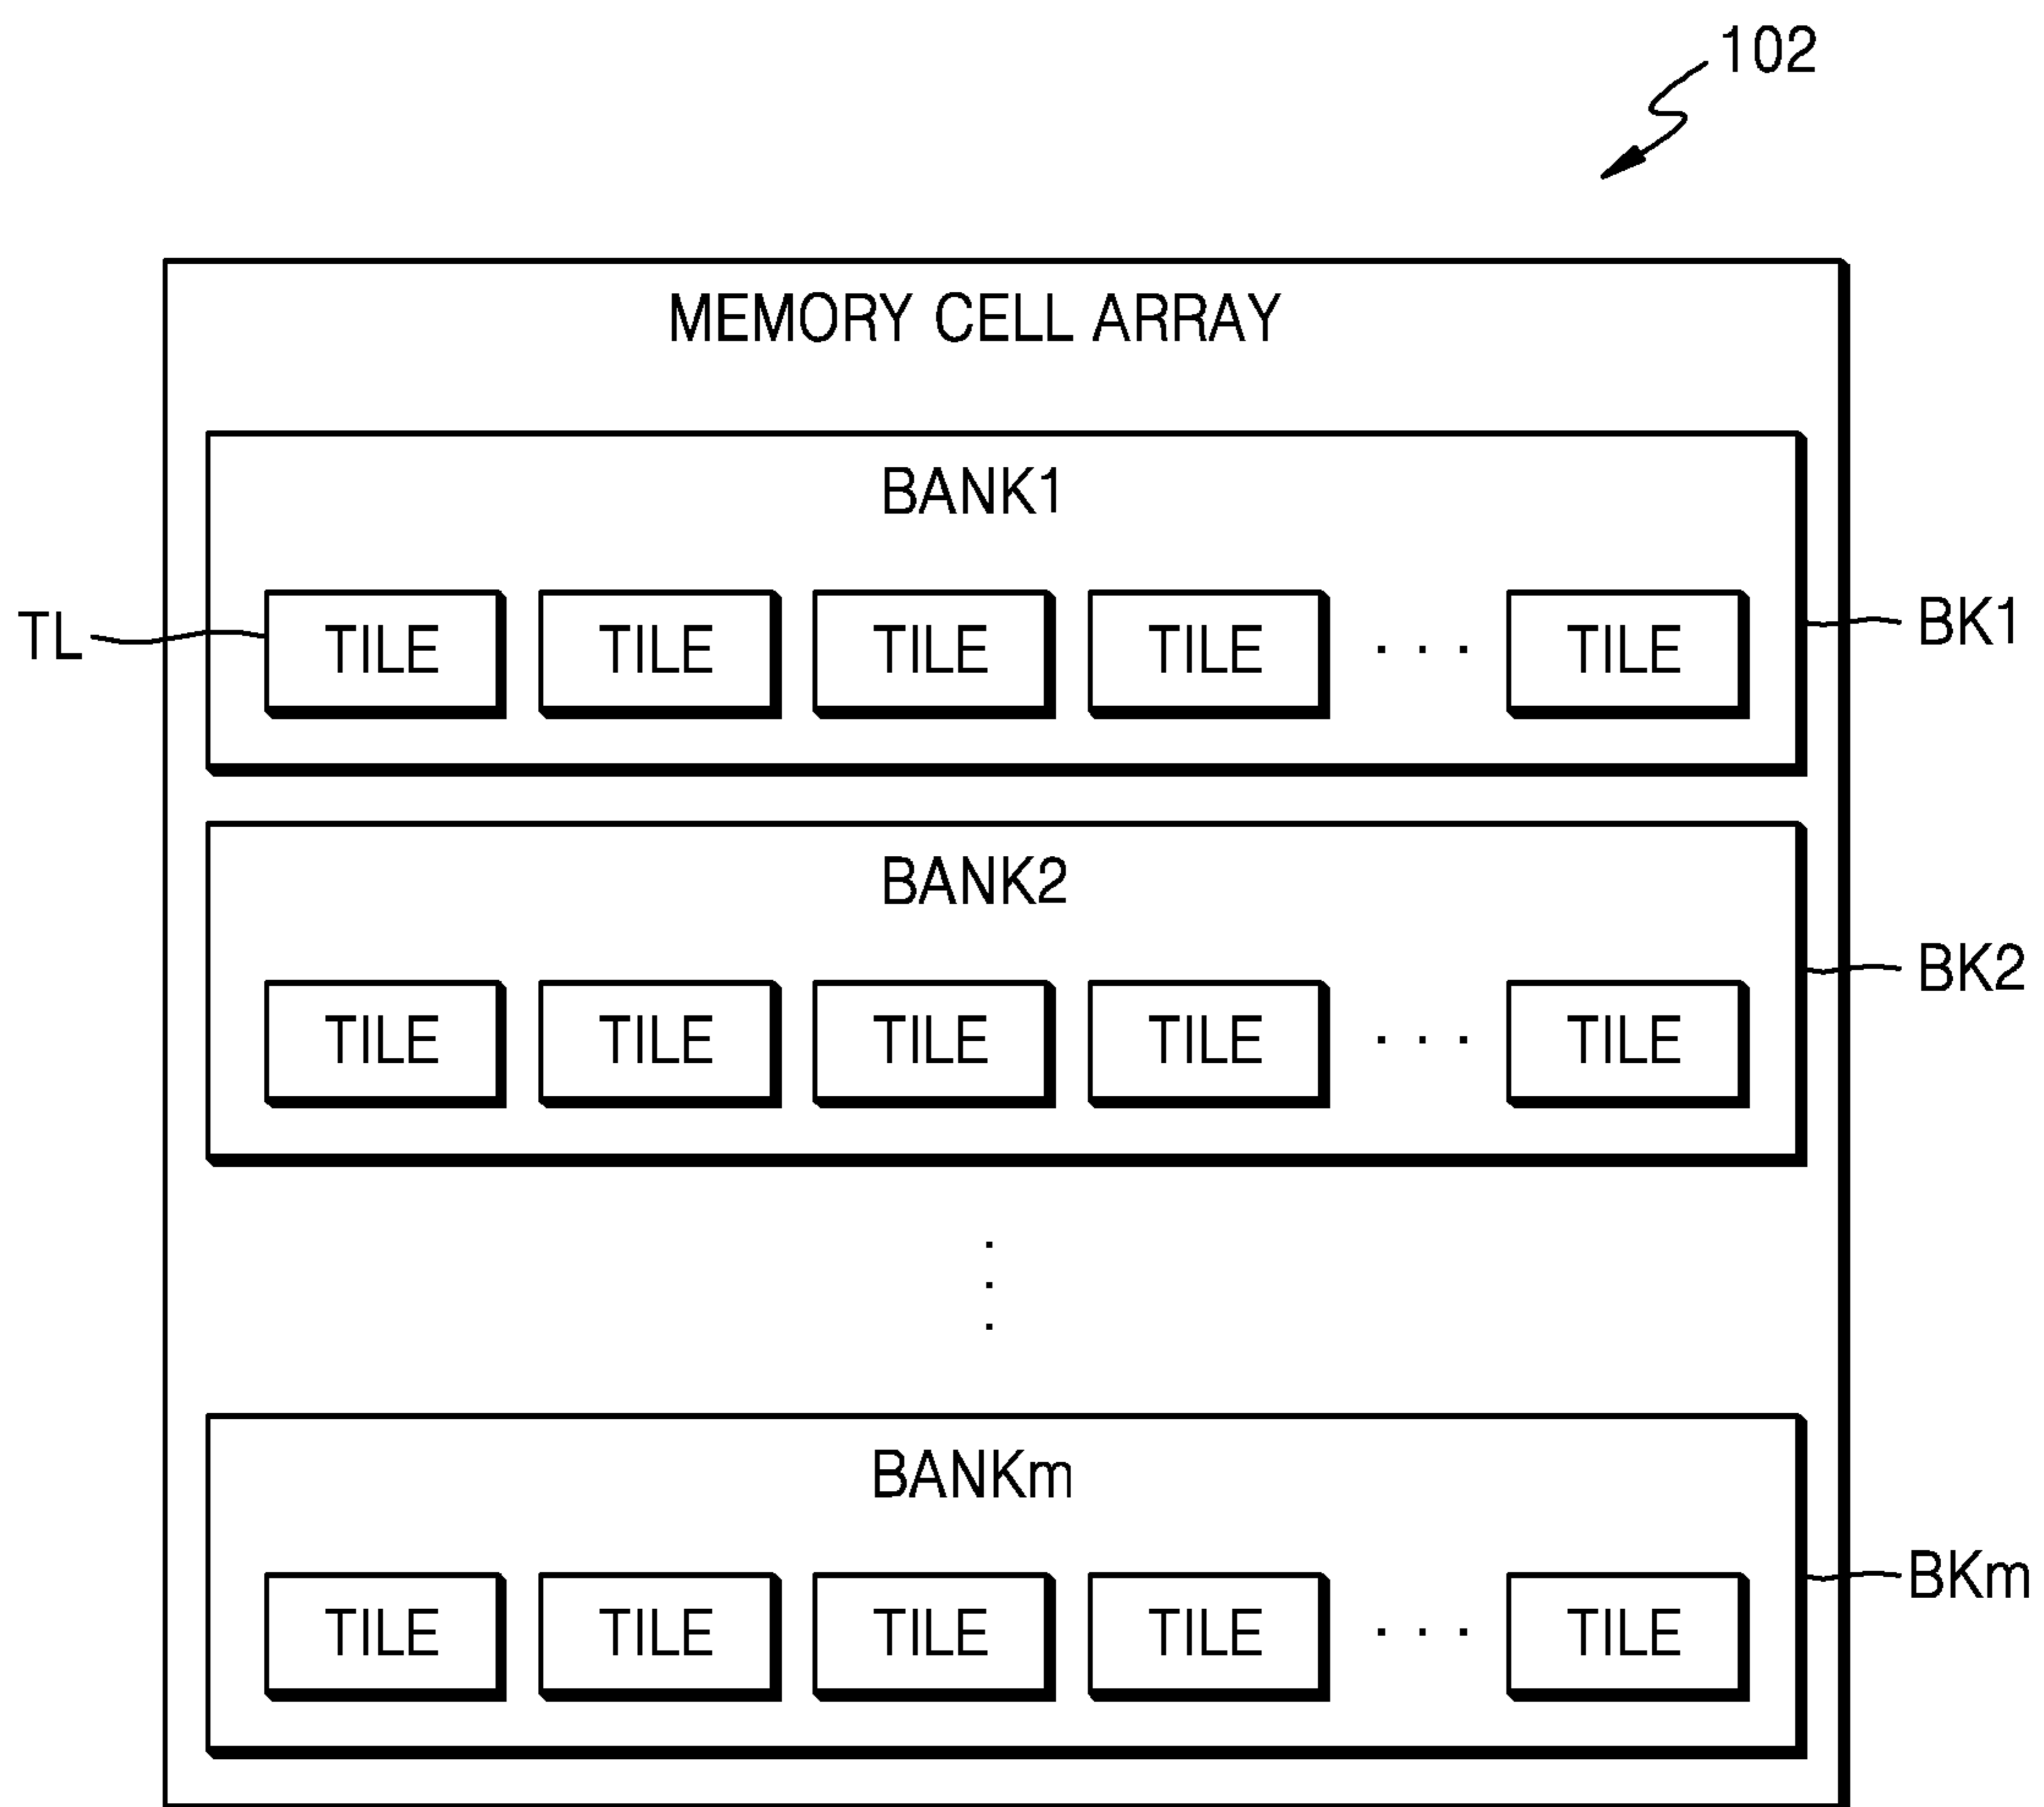 102
MEMORY CELL ARRAY
BANK1
TL TILE TILE TILE TILE . . . TILE BK1
BANK2
TILE TILE TILE TILE . . . TILE BK2
.
.
.
BANKm
TILE TILE TILE TILE . . . TILE BKm